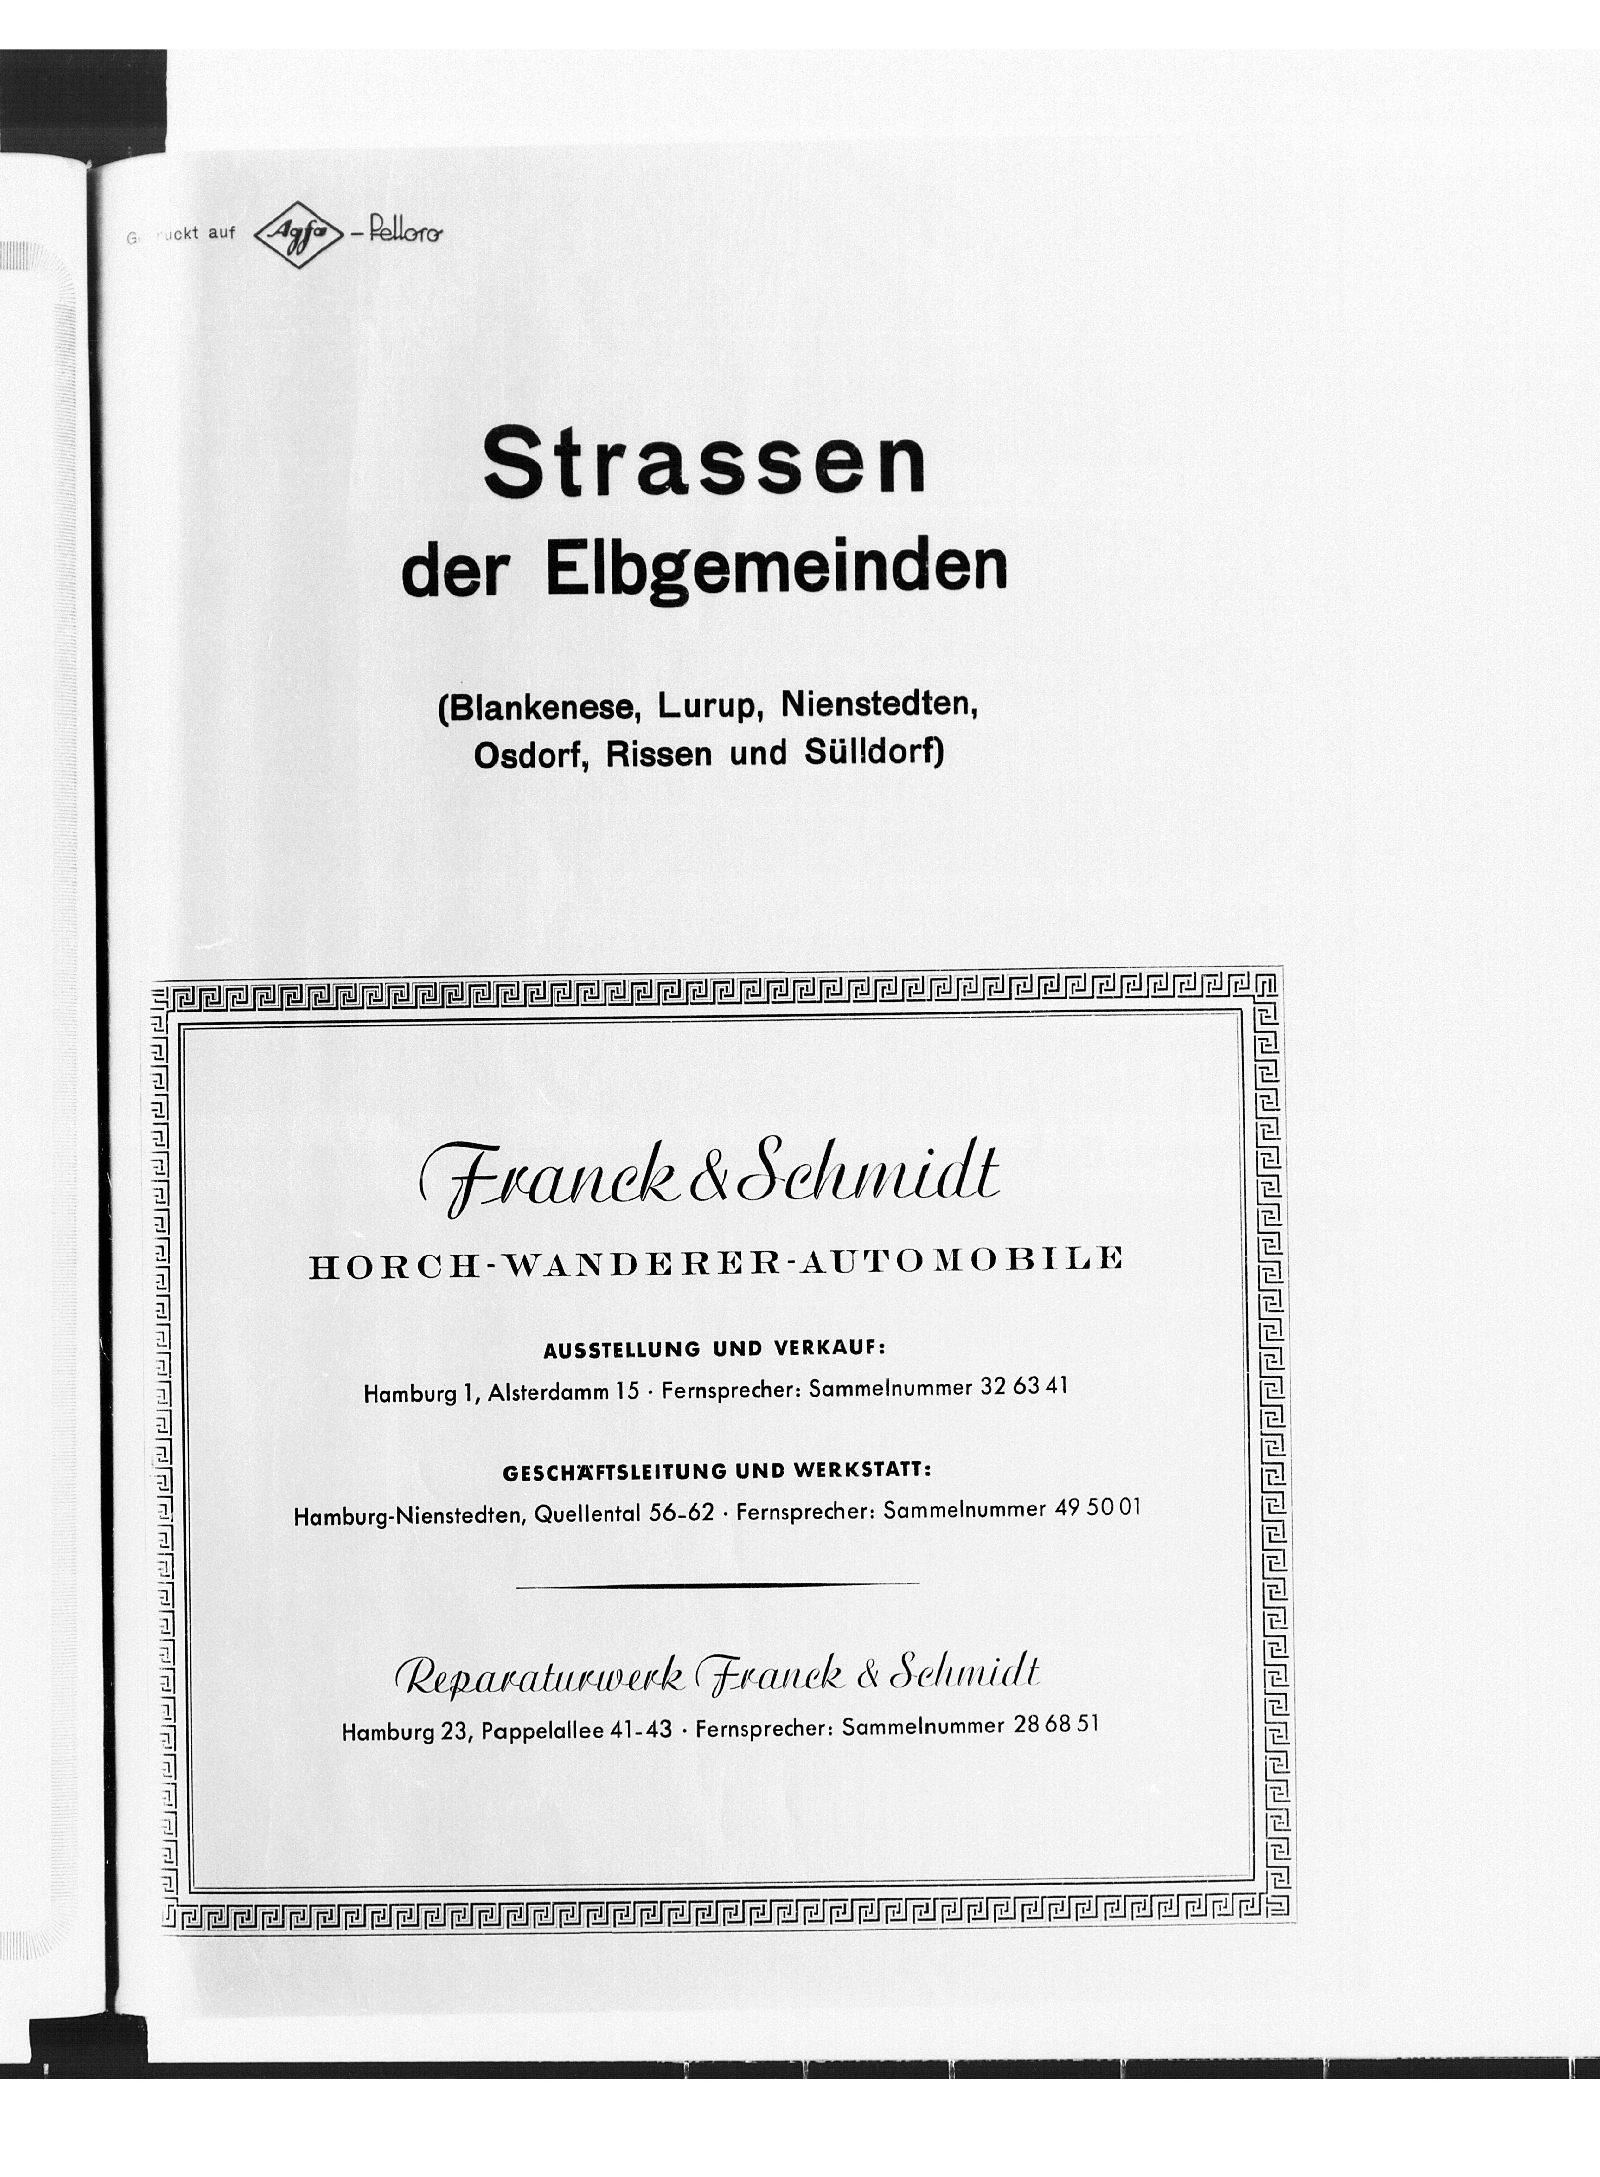 Gedruckt auf Agfa – Pelloro
Strassen
der Elbgemeinden
(Blankenese, Lurup, Nienstedten,
Osdorf, Rissen und Sülldorf)
Franck & Schmidt
HORCH-WANDERER-AUTOMOBILE
AUSSTELLUNG UND VERKAUF:
Hamburg 1, Alsterdamm 15 · Fernsprecher: Sammelnummer 32 63 41
GESCHÄFTSLEITUNG UND WERKSTATT:
Hamburg-Nienstedten, Quellental 56-62 · Fernsprecher: Sammelnummer 49 50 01
Reparaturwerk Franck & Schmidt
Hamburg 23, Pappelallee 41-43 · Fernsprecher: Sammelnummer 28 68 51